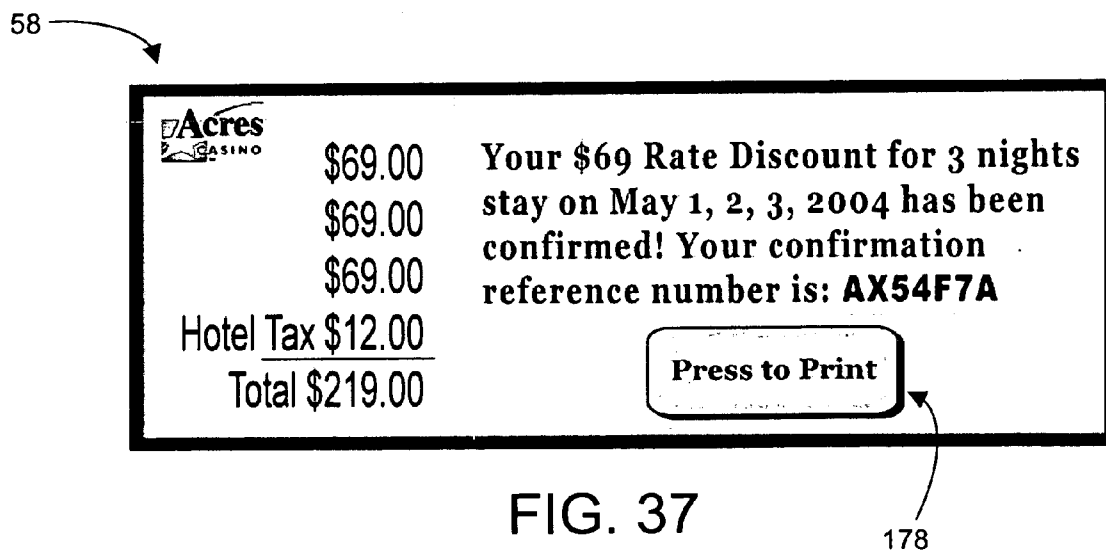 58
Acres
CASINO
$69.00
$69.00
$69.00
Hotel Tax $12.00
Total $219.00
Your $69 Rate Discount for 3 nights
stay on May 1, 2, 3, 2004 has been
confirmed! Your confirmation
reference number is: AX54F7A
Press to Print
FIG. 37
178